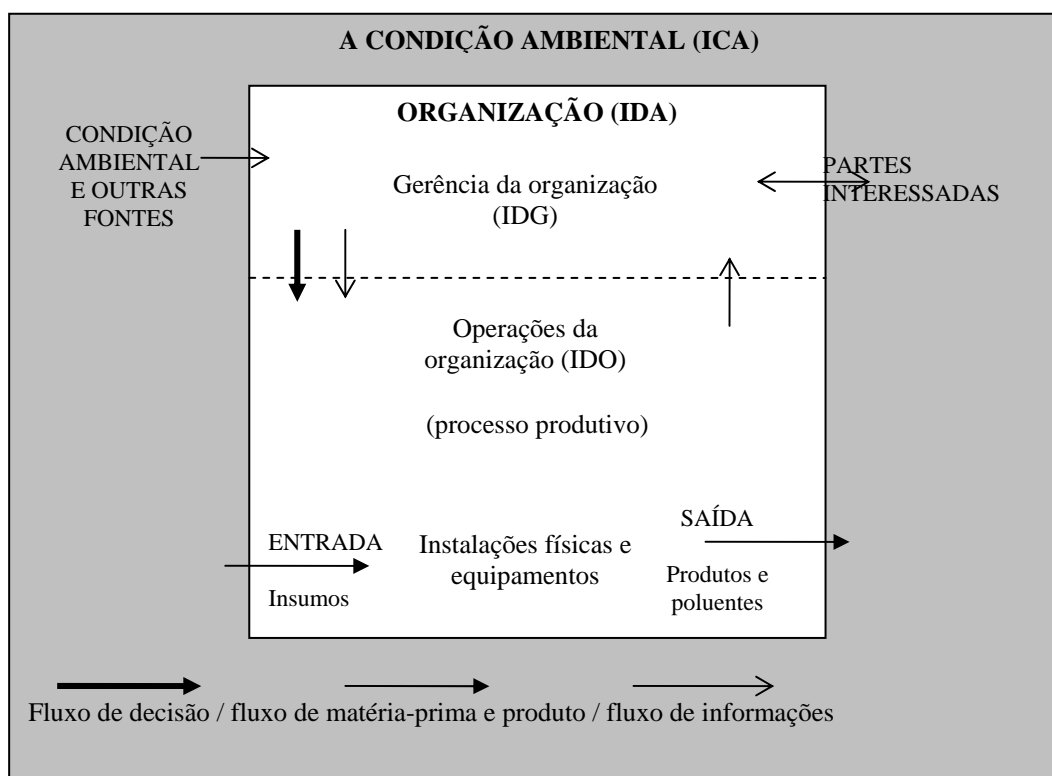 A CONDIÇÃO AMBIENTAL (ICA)
ORGANIZAÇÃO (IDA)
CONDIÇÃO
AMBIENTAL
E OUTRAS
FONTES
Gerência da organização
(IDG)
PARTES
INTERESSADAS
Operações da
organização (IDO)
(processo produtivo)
ENTRADA
Insumos
Instalações físicas e
equipamentos
SAÍDA
Produtos e
poluentes
Fluxo de decisão / fluxo de matéria-prima e produto / fluxo de informações